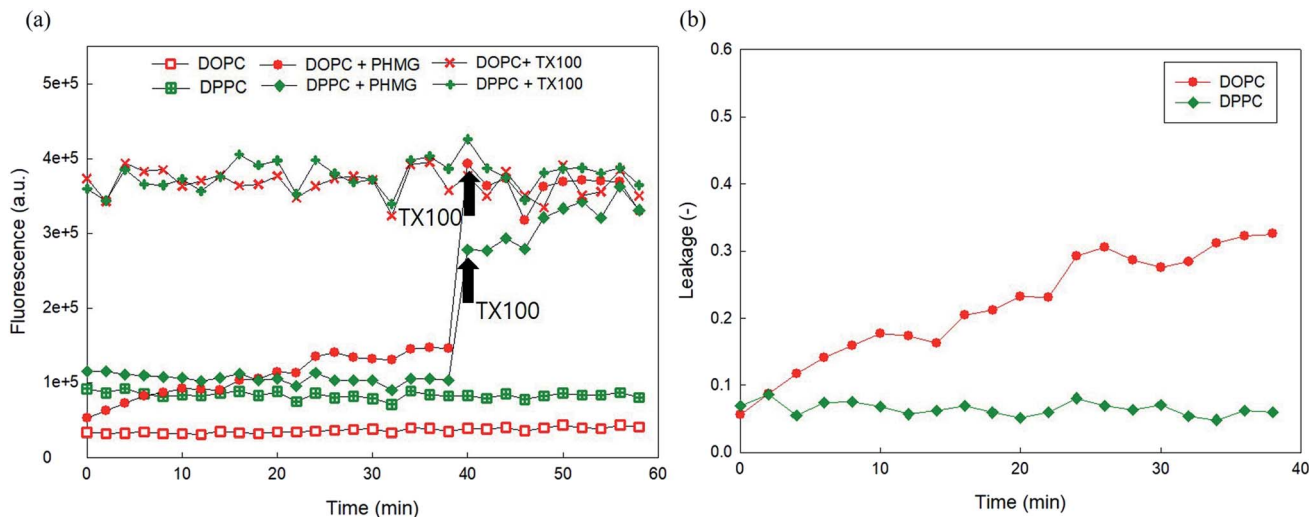 (a)
DOPC DOPC + PHMG DOPC+ TX100
DPPC DPPC + PHMG DPPC + TX100
5e+5
4e+5
3e+5
2e+5
1e+5
0
Fluorescence (a.u.)
TX100
TX100
0 10 20 30 40 50 60
Time (min)
(b)
DOPC
DPPC
0.6
0.5
0.4
0.3
0.2
0.1
0.0
Leakage (-)
0 10 20 30 40
Time (min)